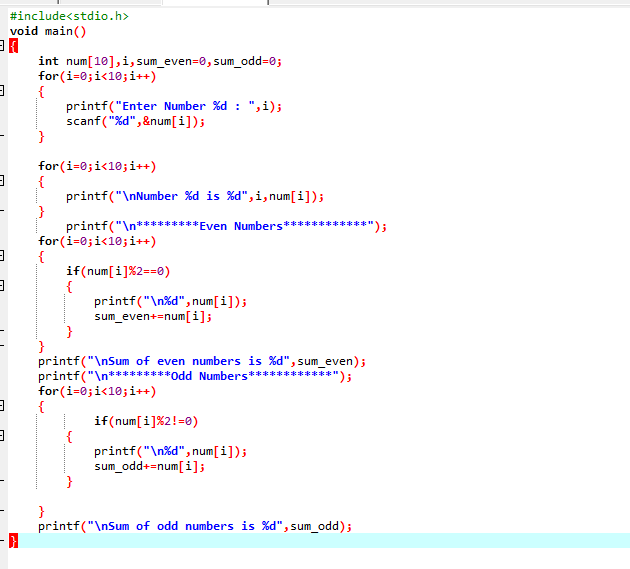 #include<stdio.h>
void main()
{
    int num[10],i,sum_even=0,sum_odd=0;
    for(i=0;i<10;i++)
    {
        printf("Enter Number %d : ",i);
        scanf("%d",&num[i]);
    }

    for(i=0;i<10;i++)
    {
        printf("\nNumber %d is %d",i,num[i]);
    }
        printf("\n*********Even Numbers************");
    for(i=0;i<10;i++)
    {
        if(num[i]%2==0)
        {
            printf("\n%d",num[i]);
            sum_even+=num[i];
        }
    }
    printf("\nSum of even numbers is %d",sum_even);
    printf("\n*********Odd Numbers************");
    for(i=0;i<10;i++)
    {
            if(num[i]%2!=0)
        {
            printf("\n%d",num[i]);
            sum_odd+=num[i];
        }

    }
    printf("\nSum of odd numbers is %d",sum_odd);
}